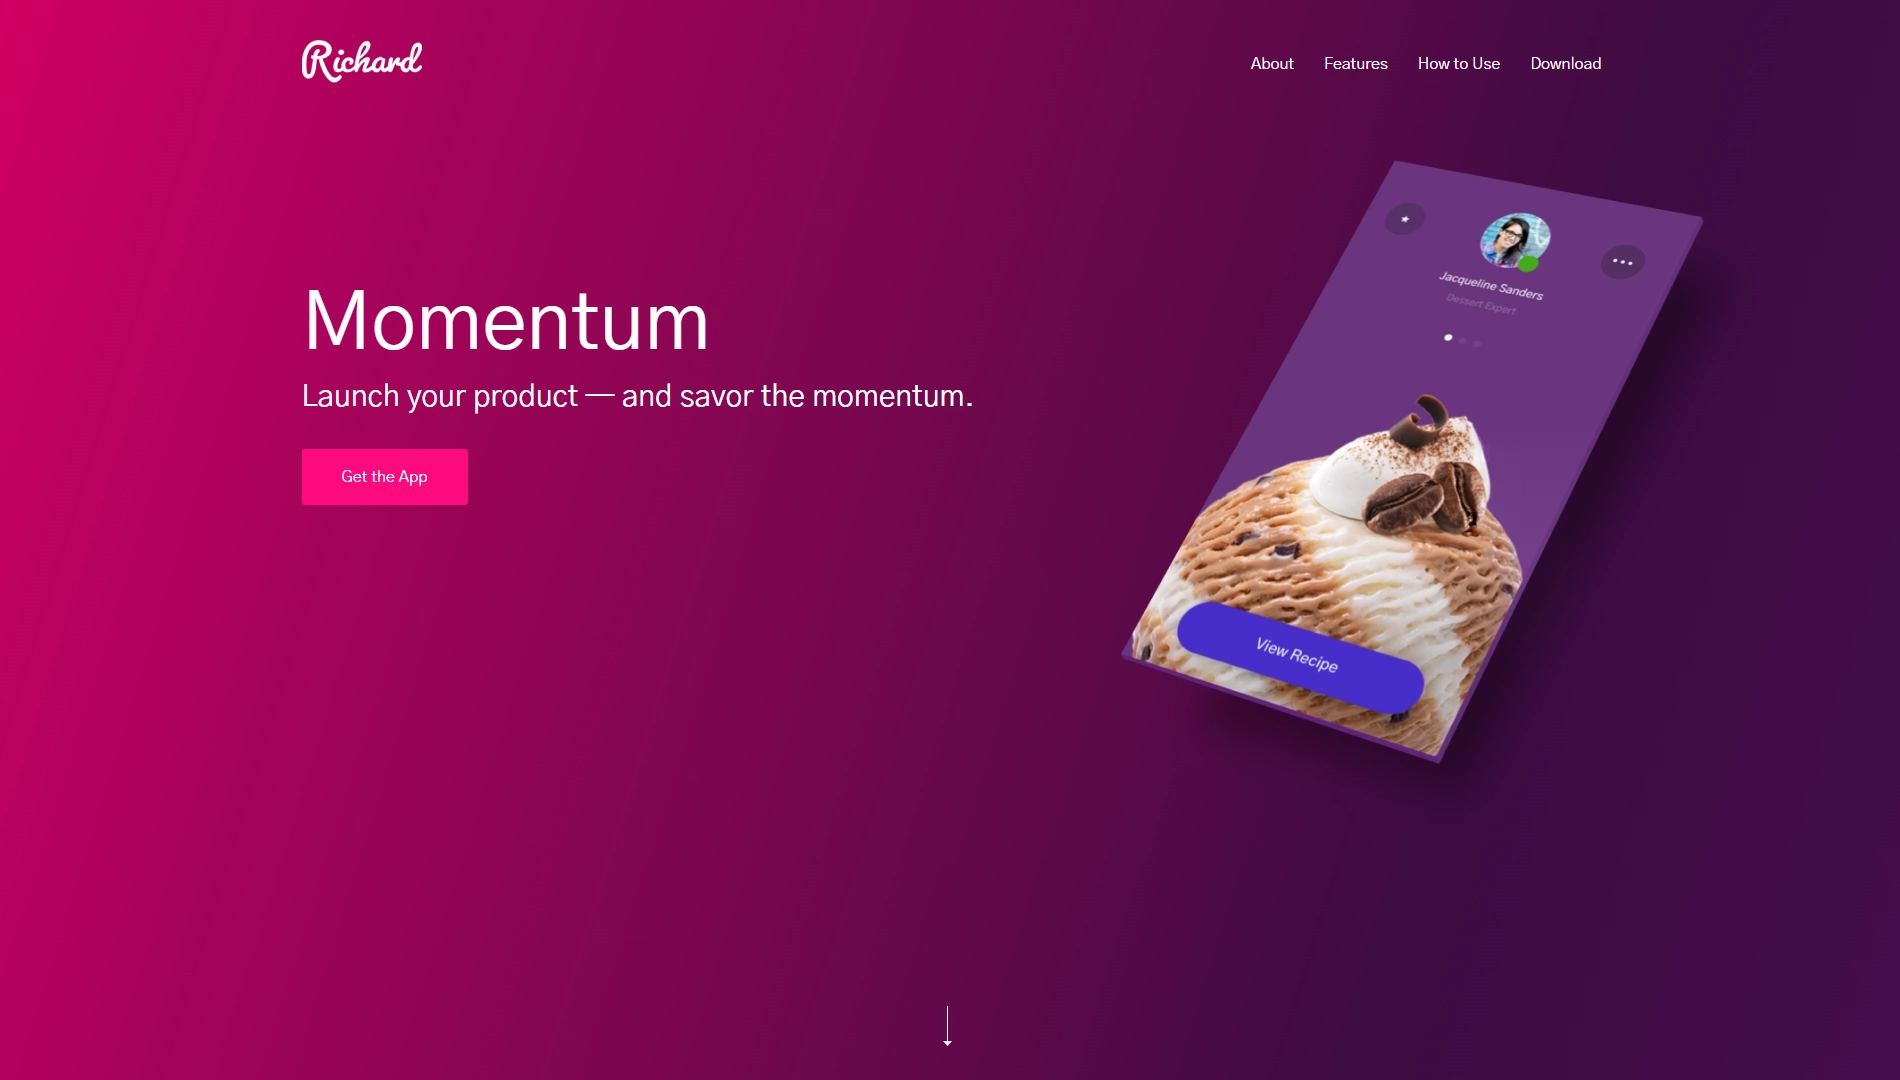 Richard
About Features How to Use Download
Momentum
Launch your product — and savor the momentum.
Get the App
Jacqueline Sanders
Dessert Expert
View Recipe